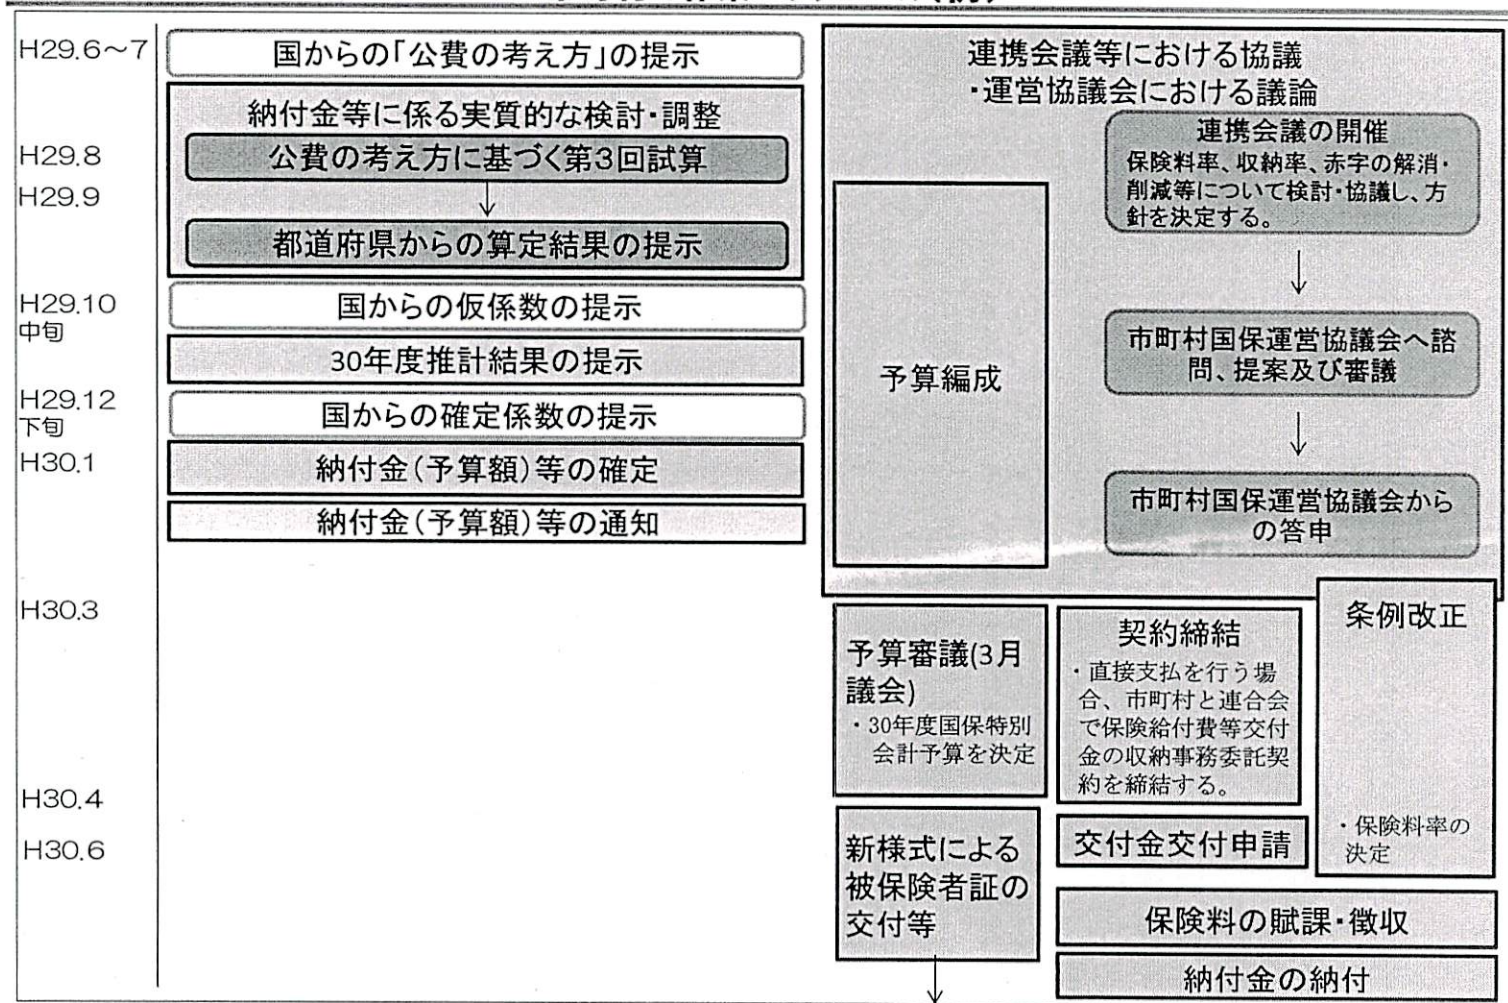 H29.6～7
国からの「公費の考え方」の提示
納付金等に係る実質的な検討・調整
H29.8
公費の考え方に基づく第3回試算
H29.9
都道府県からの算定結果の提示
H29.10
中旬
国からの仮係数の提示
30年度推計結果の提示
H29.12
下旬
国からの確定係数の提示
H30.1
納付金(予算額)等の確定
納付金(予算額)等の通知
H30.3
H30.4
H30.6
連携会議等における協議
・運営協議会における議論
連携会議の開催
保険料率、収納率、赤字の解消・
削減等について検討・協議し、方
針を決定する。
予算編成
市町村国保運営協議会へ諮
問、提案及び審議
市町村国保運営協議会から
の答申
予算審議(3月
議会)
・30年度国保特別
会計予算を決定
契約締結
・直接支払を行う場
合、市町村と連合会
で保険給付費等交付
金の収納事務委託契
約を締結する。
条例改正
・保険料率の
決定
新様式による
被保険者証の
交付等
交付金交付申請
保険料の賦課・徴収
納付金の納付